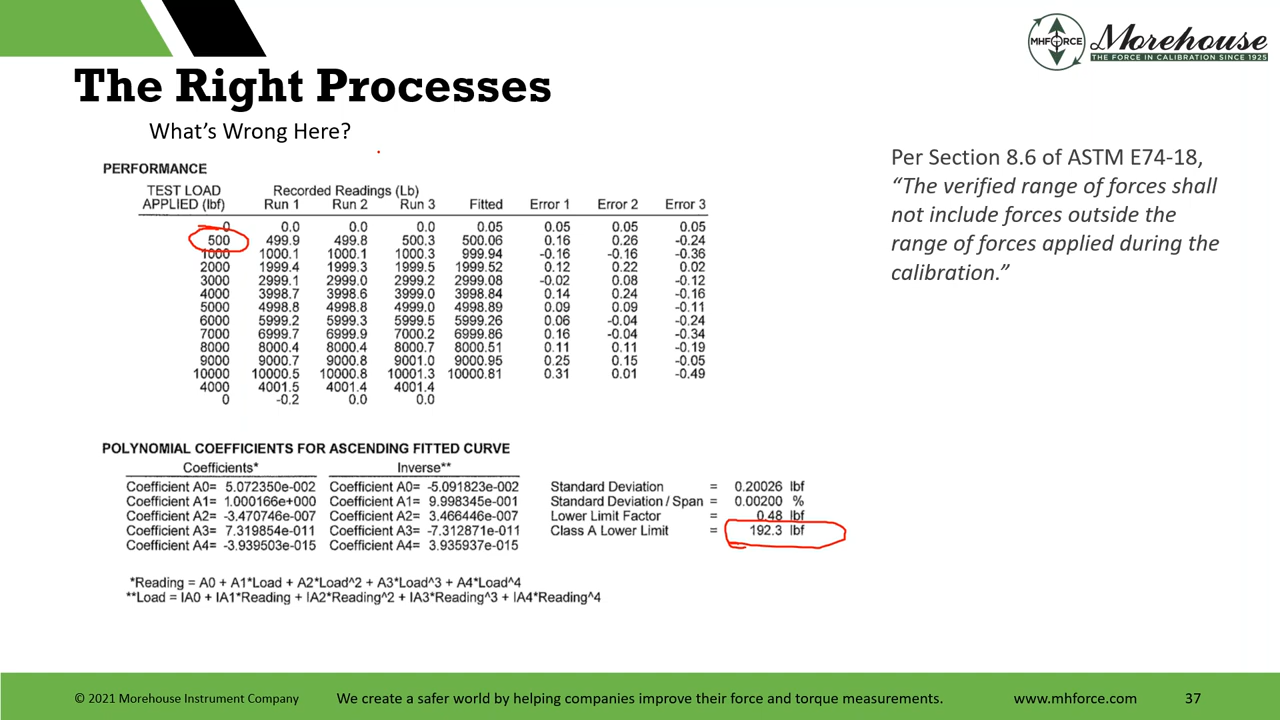 MHFORCE
Morehouse
THE FORCE IN CALIBRATION SINCE 1925
The Right Processes
What's Wrong Here?
PERFORMANCE
TEST LOAD Recorded Readings (Lb)
APPLIED (lbf) Run 1 Run 2 Run 3 Fitted Error 1 Error 2 Error 3
0 0.0 0.0 0.0 0.05 0.05 0.05 0.05
500 499.9 499.8 500.3 500.06 0.16 0.26 -0.24
1000 1000.1 1000.1 1000.3 999.94 -0.16 -0.16 -0.36
2000 1999.4 1999.3 1999.5 1999.52 0.12 0.22 0.02
3000 2999.1 2999.0 2999.2 2999.08 -0.02 0.08 -0.12
4000 3998.7 3998.6 3999.0 3998.84 0.14 0.24 -0.16
5000 4998.8 4998.8 4999.0 4998.89 0.09 0.09 -0.11
6000 5999.2 5999.3 5999.5 5999.26 0.06 -0.04 -0.24
7000 6999.7 6999.9 7000.2 6999.86 0.16 -0.04 -0.34
8000 8000.4 8000.4 8000.7 8000.51 0.11 0.11 -0.19
9000 9000.7 9000.8 9001.0 9000.95 0.25 0.15 -0.05
10000 10000.5 10000.8 10001.3 10000.81 0.31 0.01 -0.49
4000 4001.5 4001.4 4001.4
0 -0.2 0.0 0.0
Per Section 8.6 of ASTM E74-18,
“The verified range of forces shall
not include forces outside the
range of forces applied during the
calibration.”
POLYNOMIAL COEFFICIENTS FOR ASCENDING FITTED CURVE
Coefficients* Inverse**
Coefficient A0= 5.072350e-002 Coefficient A0= -5.091823e-002 Standard Deviation = 0.20026 lbf
Coefficient A1= 1.000166e+000 Coefficient A1= 9.998345e-001 Standard Deviation / Span = 0.00200 %
Coefficient A2= -3.470746e-007 Coefficient A2= 3.466446e-007 Lower Limit Factor = 0.48 lbf
Coefficient A3= 7.319854e-011 Coefficient A3= -7.312871e-011 Class A Lower Limit = 192.3 lbf
Coefficient A4= -3.939503e-015 Coefficient A4= 3.935937e-015
*Reading = A0 + A1*Load + A2*Load^2 + A3*Load^3 + A4*Load^4
**Load = IA0 + IA1*Reading + IA2*Reading^2 + IA3*Reading^3 + IA4*Reading^4
© 2021 Morehouse Instrument Company We create a safer world by helping companies improve their force and torque measurements. www.mhforce.com 37